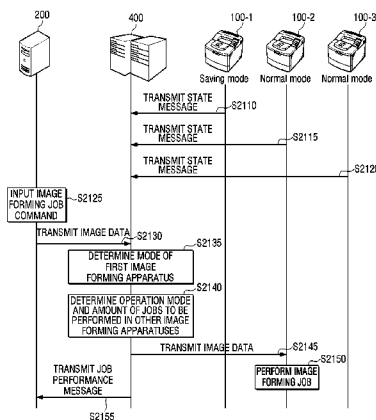 200
400
100-1
100-2
100-3
Saving mode
Normal mode
Normal mode
TRANSMIT STATE
MESSAGE
S2110
TRANSMIT STATE
MESSAGE
S2115
TRANSMIT STATE
MESSAGE
S2120
INPUT IMAGE
FORMING JOB
COMMAND
S2125
TRANSMIT IMAGE DATA
S2130
S2135
DETERMINE MODE OF
FIRST IMAGE
FORMING APPARATUS
S2140
DETERMINE OPERATION MODE
AND AMOUNT OF JOBS TO BE
PERFORMED IN OTHER IMAGE
FORMING APPARATUSES
S2145
TRANSMIT IMAGE DATA
S2150
PERFORM IMAGE
FORMING JOB
TRANSMIT JOB
PERFORMANCE
MESSAGE
S2155